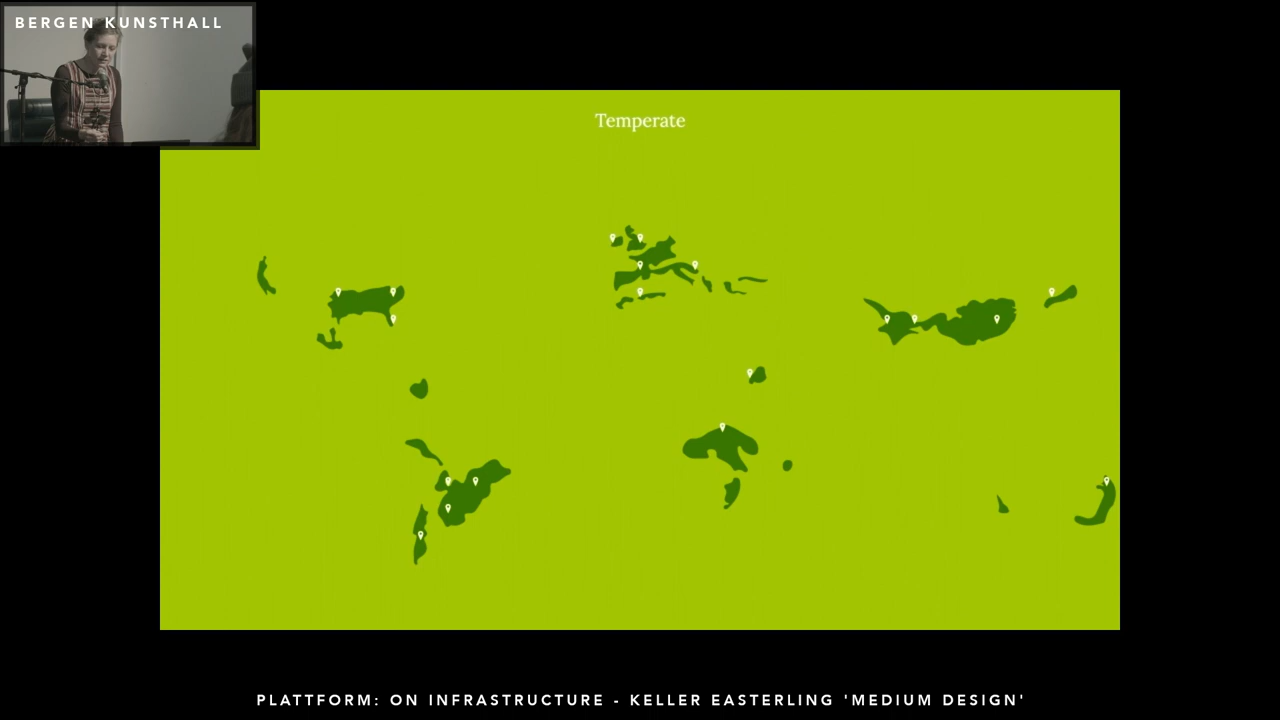 BERGEN KUNSTHALL
Temperate
PLATTFORM: ON INFRASTRUCTURE - KELLER EASTERLING 'MEDIUM DESIGN'